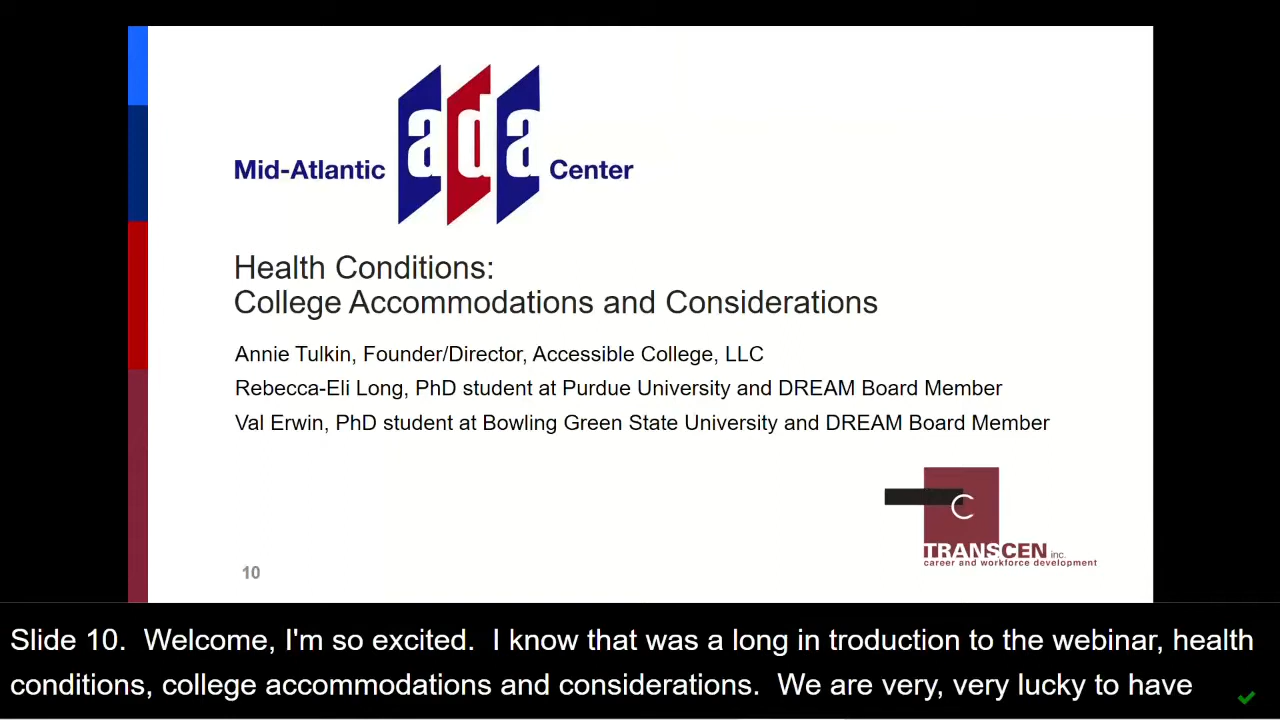 Mid-Atlantic ada Center
Health Conditions:
College Accommodations and Considerations
Annie Tulkin, Founder/Director, Accessible College, LLC
Rebecca-Eli Long, PhD student at Purdue University and DREAM Board Member
Val Erwin, PhD student at Bowling Green State University and DREAM Board Member
C
TRANSCEN inc.
career and workforce development
10
Slide 10.  Welcome, I'm so excited.  I know that was a long in troduction to the webinar, health
conditions, college accommodations and considerations.  We are very, very lucky to have